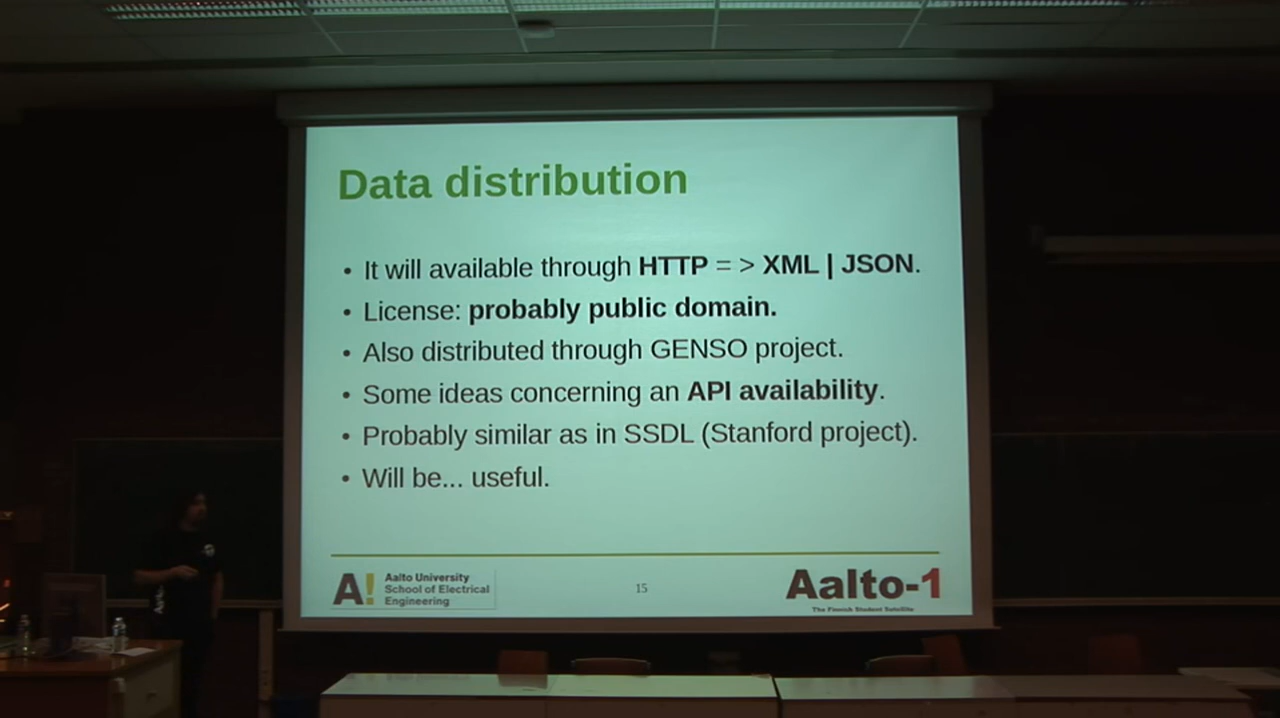 Data distribution
• It will available through HTTP = > XML | JSON.
• License: probably public domain.
• Also distributed through GENSO project.
• Some ideas concerning an API availability.
• Probably similar as in SSDL (Stanford project).
• Will be... useful.
A!
Aalto University
School of Electrical
Engineering
15
Aalto-1
The Finnish Student Satellite